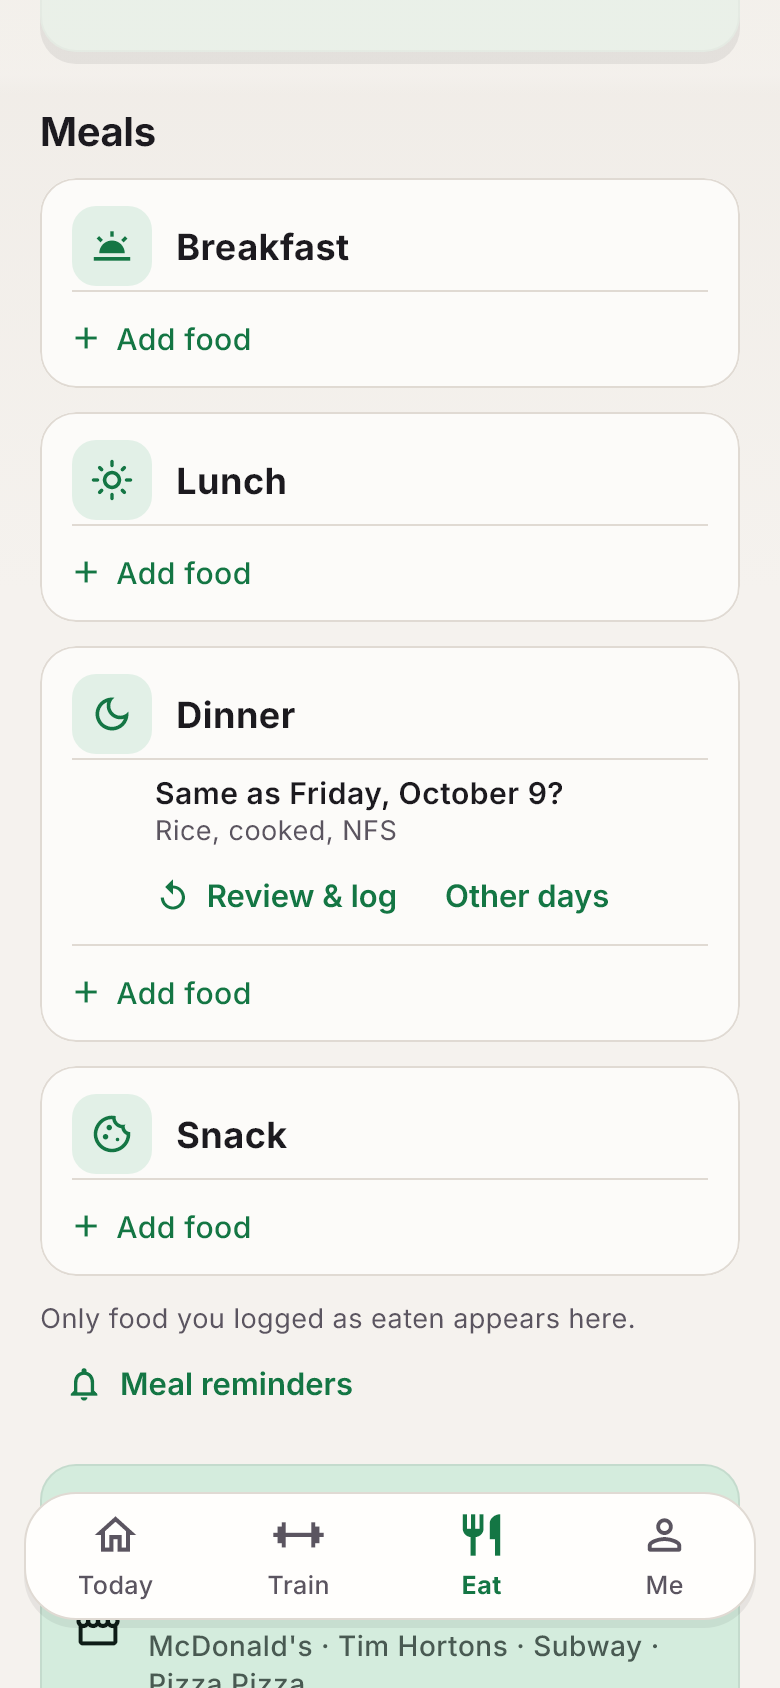 Meals
Breakfast
+ Add food
Lunch
+ Add food
Dinner
Same as Friday, October 9?
Rice, cooked, NFS
Review & log Other days
+ Add food
Snack
+ Add food
Only food you logged as eaten appears here.
Meal reminders
Today Train Eat Me
McDonald's · Tim Hortons · Subway ·
Pizza Pizza